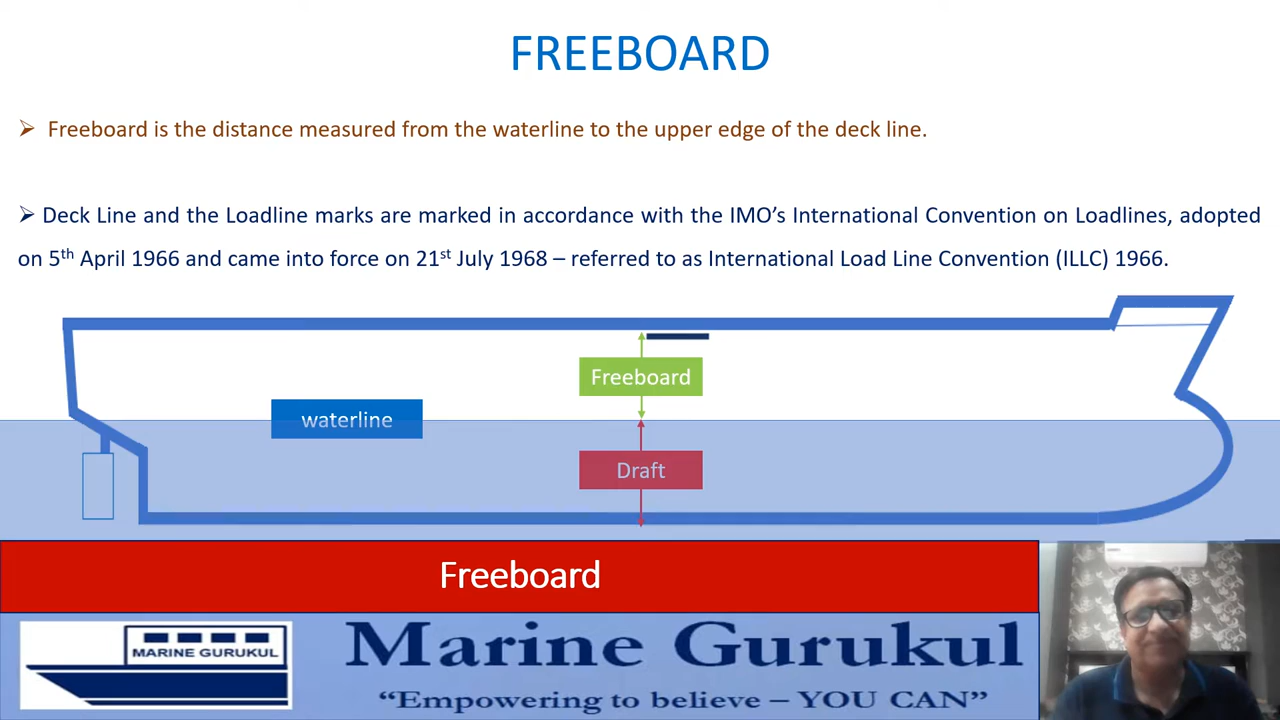 FREEBOARD
➢ Freeboard is the distance measured from the waterline to the upper edge of the deck line.
➢ Deck Line and the Loadline marks are marked in accordance with the IMO’s International Convention on Loadlines, adopted
on 5th April 1966 and came into force on 21st July 1968 – referred to as International Load Line Convention (ILLC) 1966.
Freeboard
waterline
Draft
Freeboard
MARINE GURUKUL
Marine Gurukul
“Empowering to believe – YOU CAN”